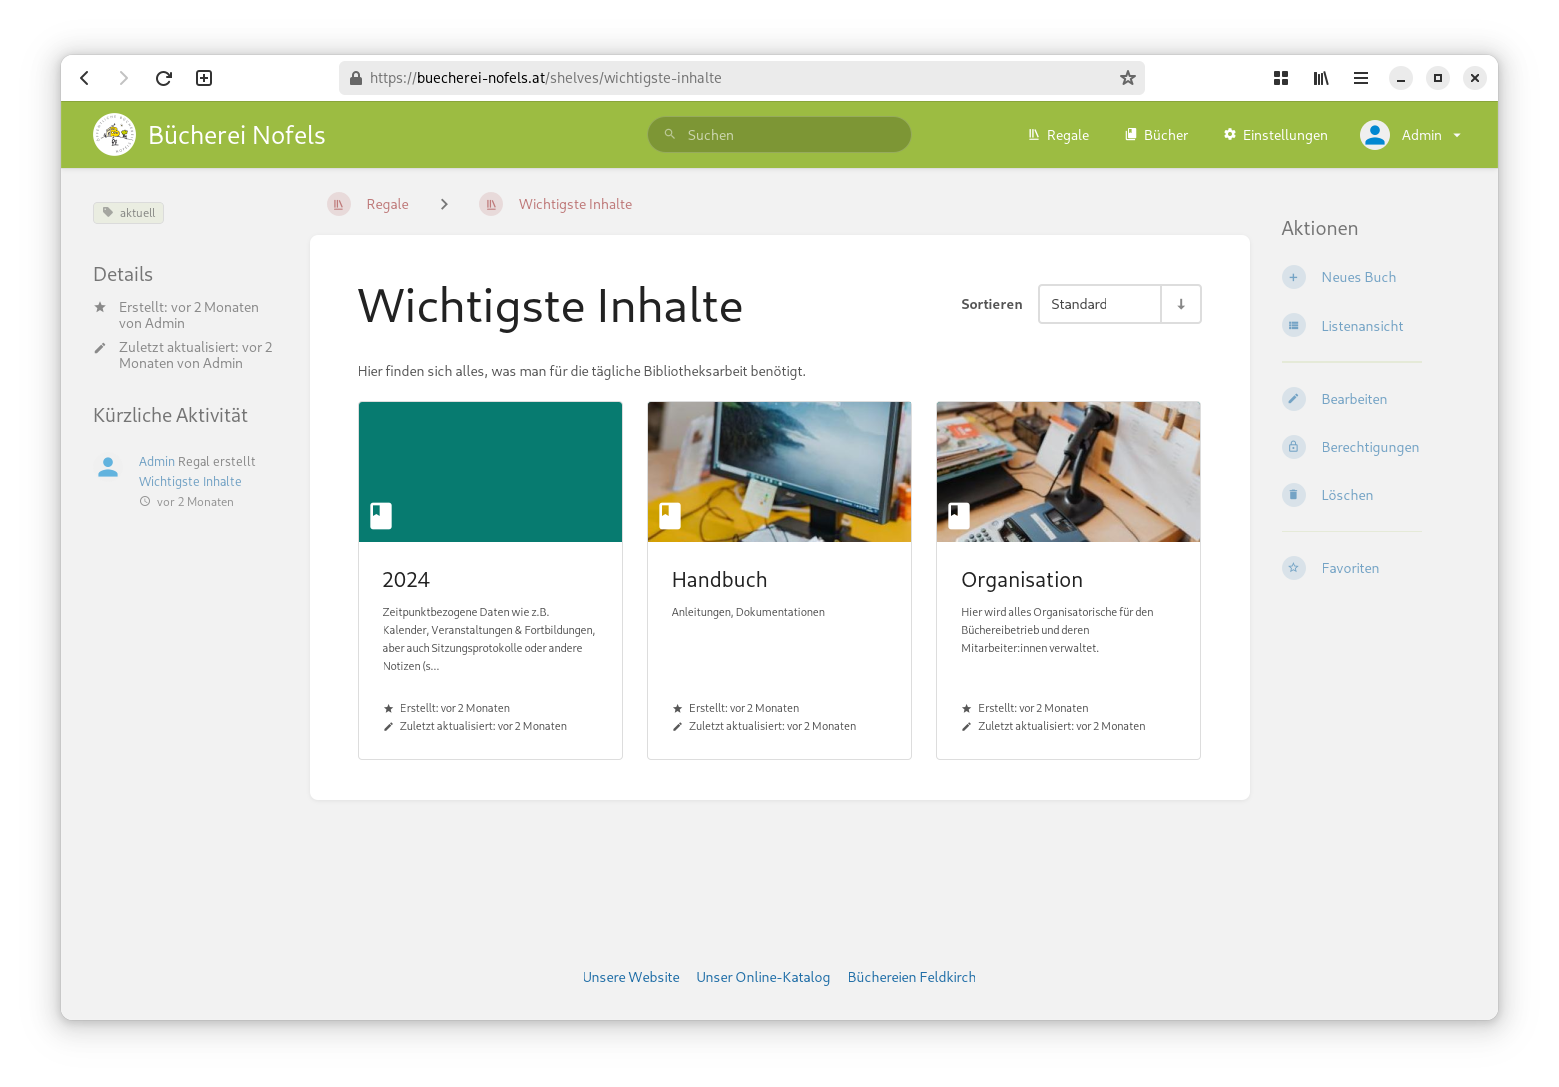 https://buecherei-nofels.at/shelves/wichtigste-inhalte
Bücherei Nofels
Suchen
Regale
Bücher
Einstellungen
Admin
aktuell
Details
Erstellt: vor 2 Monaten
von Admin
Zuletzt aktualisiert: vor 2
Monaten von Admin
Kürzliche Aktivität
Admin Regal erstellt
Wichtigste Inhalte
vor 2 Monaten
Regale
Wichtigste Inhalte
Wichtigste Inhalte
Sortieren
Standard
Hier finden sich alles, was man für die tägliche Bibliotheksarbeit benötigt.
2024
Zeitpunktbezogene Daten wie z.B.
Kalender, Veranstaltungen & Fortbildungen,
aber auch Sitzungsprotokolle oder andere
Notizen (s...
Erstellt: vor 2 Monaten
Zuletzt aktualisiert: vor 2 Monaten
Handbuch
Anleitungen, Dokumentationen
Erstellt: vor 2 Monaten
Zuletzt aktualisiert: vor 2 Monaten
Organisation
Hier wird alles Organisatorische für den
Büchereibetrieb und deren
Mitarbeiter:innen verwaltet.
Erstellt: vor 2 Monaten
Zuletzt aktualisiert: vor 2 Monaten
Aktionen
Neues Buch
Listenansicht
Bearbeiten
Berechtigungen
Löschen
Favoriten
Unsere Website
Unser Online-Katalog
Büchereien Feldkirch